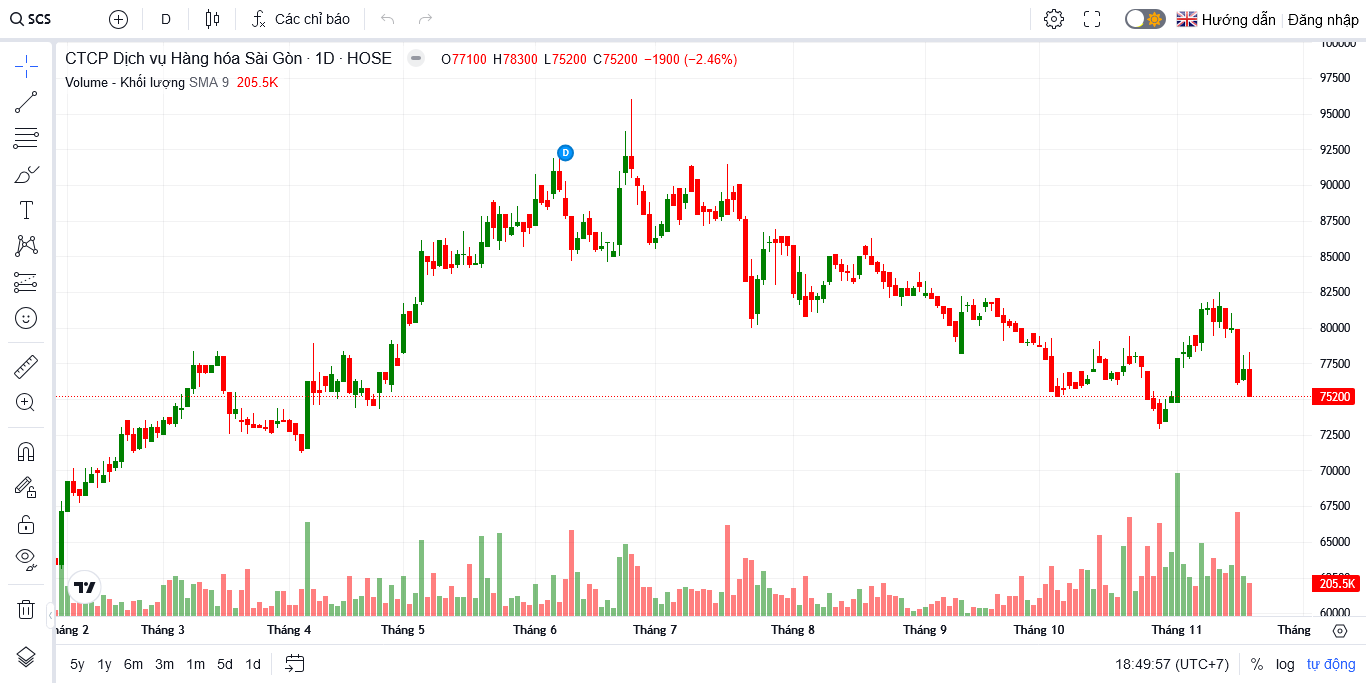 SCS D Các chỉ báo Hướng dẫn Đăng nhập
CTCP Dịch vụ Hàng hóa Sài Gòn · 1D · HOSE O77100 H78300 L75200 C75200 −1900 (−2.46%)
Volume - Khối lượng SMA 9 205.5K
D
100000
97500
95000
92500
90000
87500
85000
82500
80000
77500
75200
72500
70000
67500
65000
205.5K
60000
háng 2 Tháng 3 Tháng 4 Tháng 5 Tháng 6 Tháng 7 Tháng 8 Tháng 9 Tháng 10 Tháng 11 Tháng
5y 1y 6m 3m 1m 5d 1d 18:49:57 (UTC+7) % log tự động